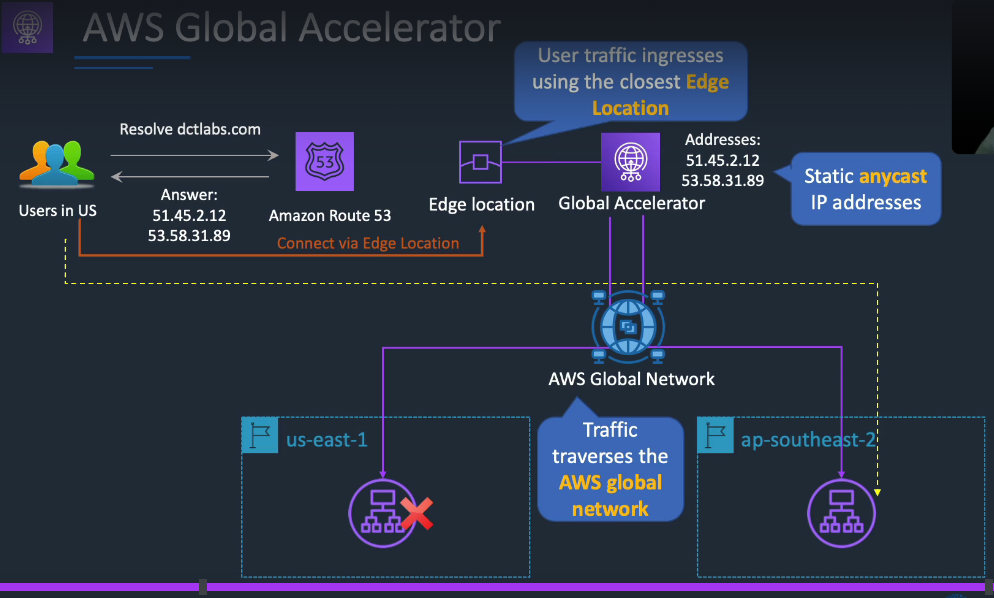 AWS Global Accelerator
User traffic ingresses
using the closest Edge
Location
Resolve dctlabs.com
53
Answer:
51.45.2.12
53.58.31.89
Users in US
Amazon Route 53
Connect via Edge Location
Edge location
Global Accelerator
Addresses:
51.45.2.12
53.58.31.89
Static anycast
IP addresses
AWS Global Network
Traffic
traverses the
AWS global
network
us-east-1
ap-southeast-2